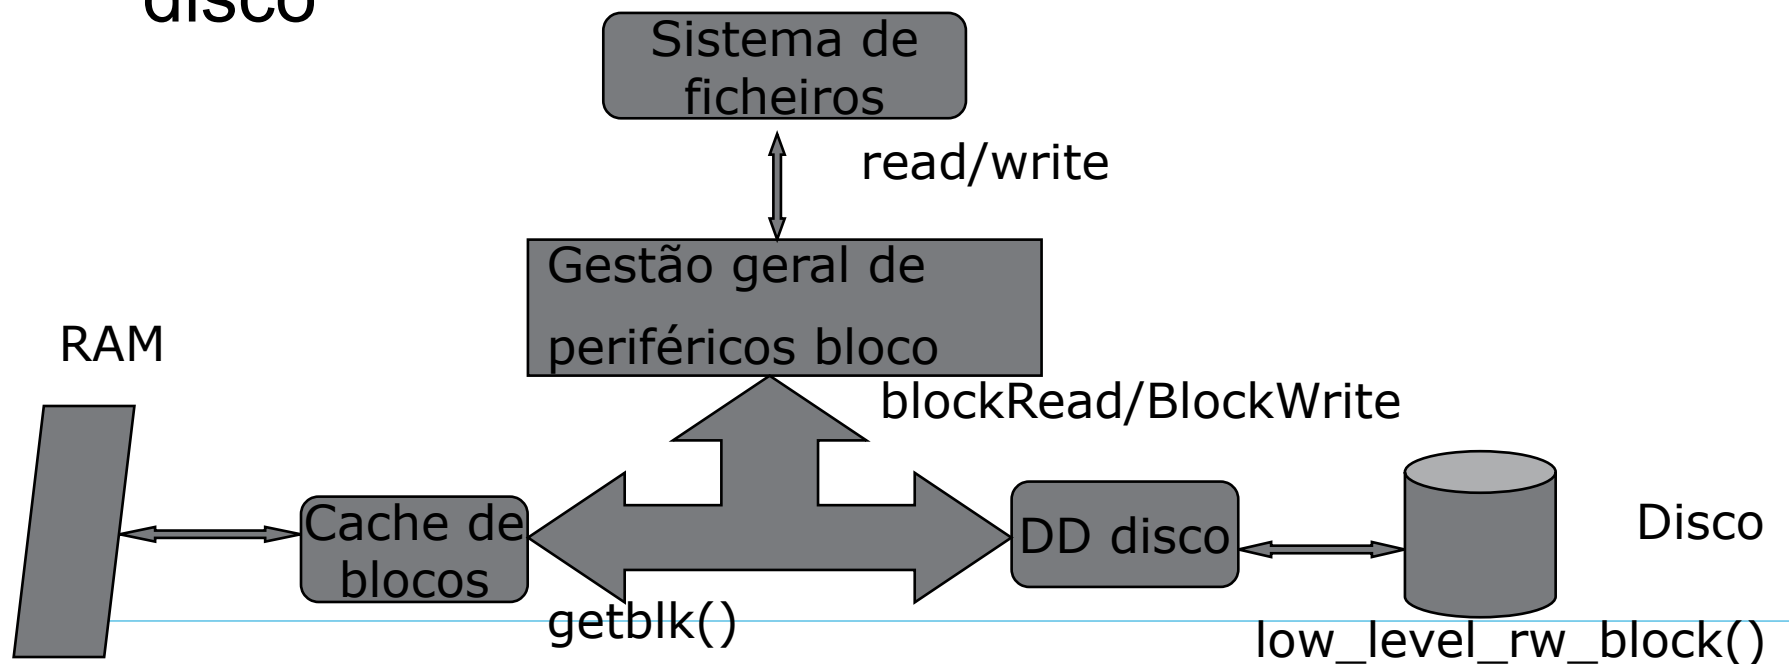 disco
Sistema de
ficheiros
read/write
Gestão geral de
periféricos bloco
RAM
blockRead/BlockWrite
Cache de
blocos
DD disco
Disco
getblk()
low_level_rw_block()